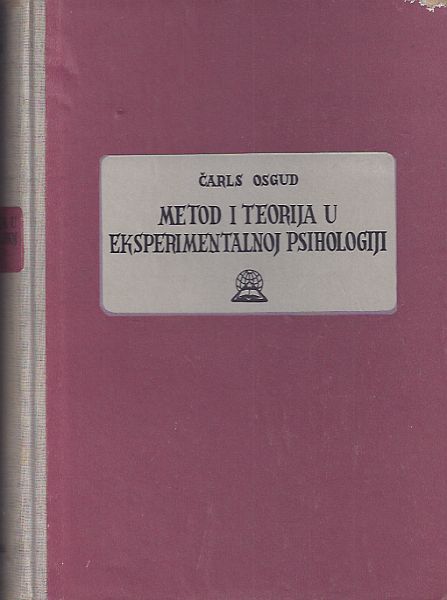 ČARLS OSGUD
METOD I TEORIJA U
EKSPERIMENTALNOJ PSIHOLOGIJI